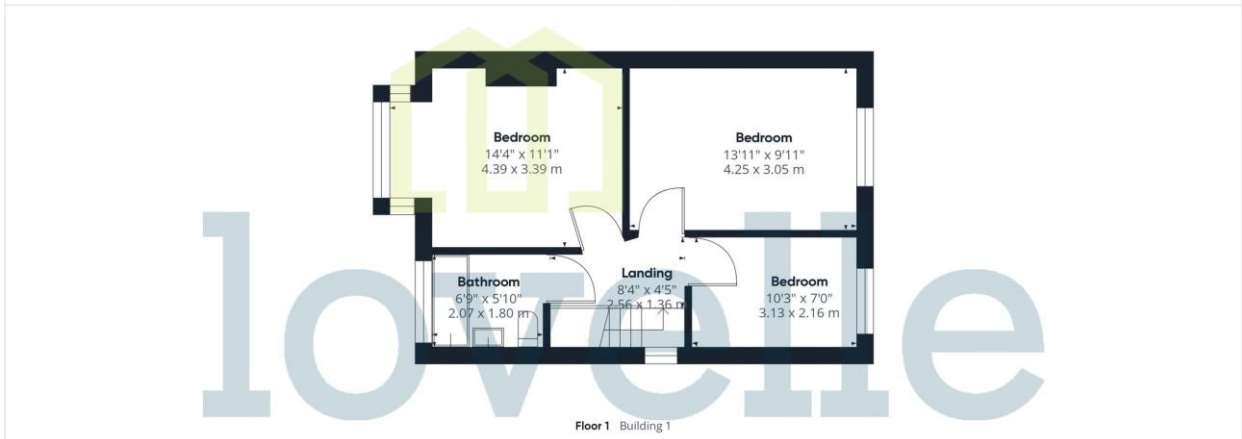 Bedroom
14'4" x 11'1"
4.39 x 3.39 m
Bedroom
13'11" x 9'11"
4.25 x 3.05 m
Bathroom
6'9" x 5'10"
2.07 x 1.80 m
Landing
8'4" x 4'5"
2.56 x 1.36 m
Bedroom
10'3" x 7'0"
3.13 x 2.16 m
lovelle
Floor 1 Building 1